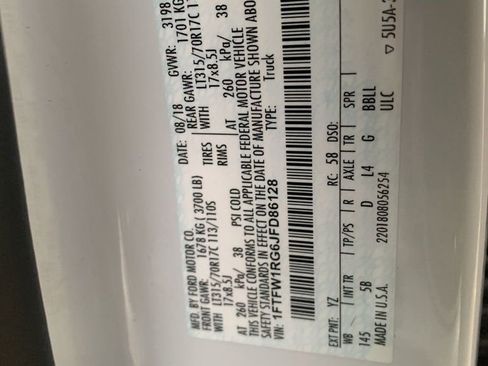 MFD. BY FORD MOTOR CO.
DATE: 08/18
GVWR: 3198
FRONT GAWR: 1678 KG ( 3700 LB)
REAR GAWR: 1701 KG
LT315/70R17C 113/110S TIRES WITH LT315/70R17C
17x8.5J RIMS 17x8.5J
AT 260 kPa/ 38 PSI COLD AT 260 kPa/ 38
THIS VEHICLE CONFORMS TO ALL APPLICABLE FEDERAL MOTOR VEHICLE
SAFETY STANDARDS IN EFFECT ON THE DATE OF MANUFACTURE SHOWN ABO
VIN: 1FTFW1RG6JFD86128
TYPE: Truck
EXT PNT: YZ RC: 58 DSO:
WB INT TR TP/PS R AXLE TR SPR
145 5B D L4 G BBLL
MADE IN U.S.A. 2201808056254 ULC
▽ 5U5A-